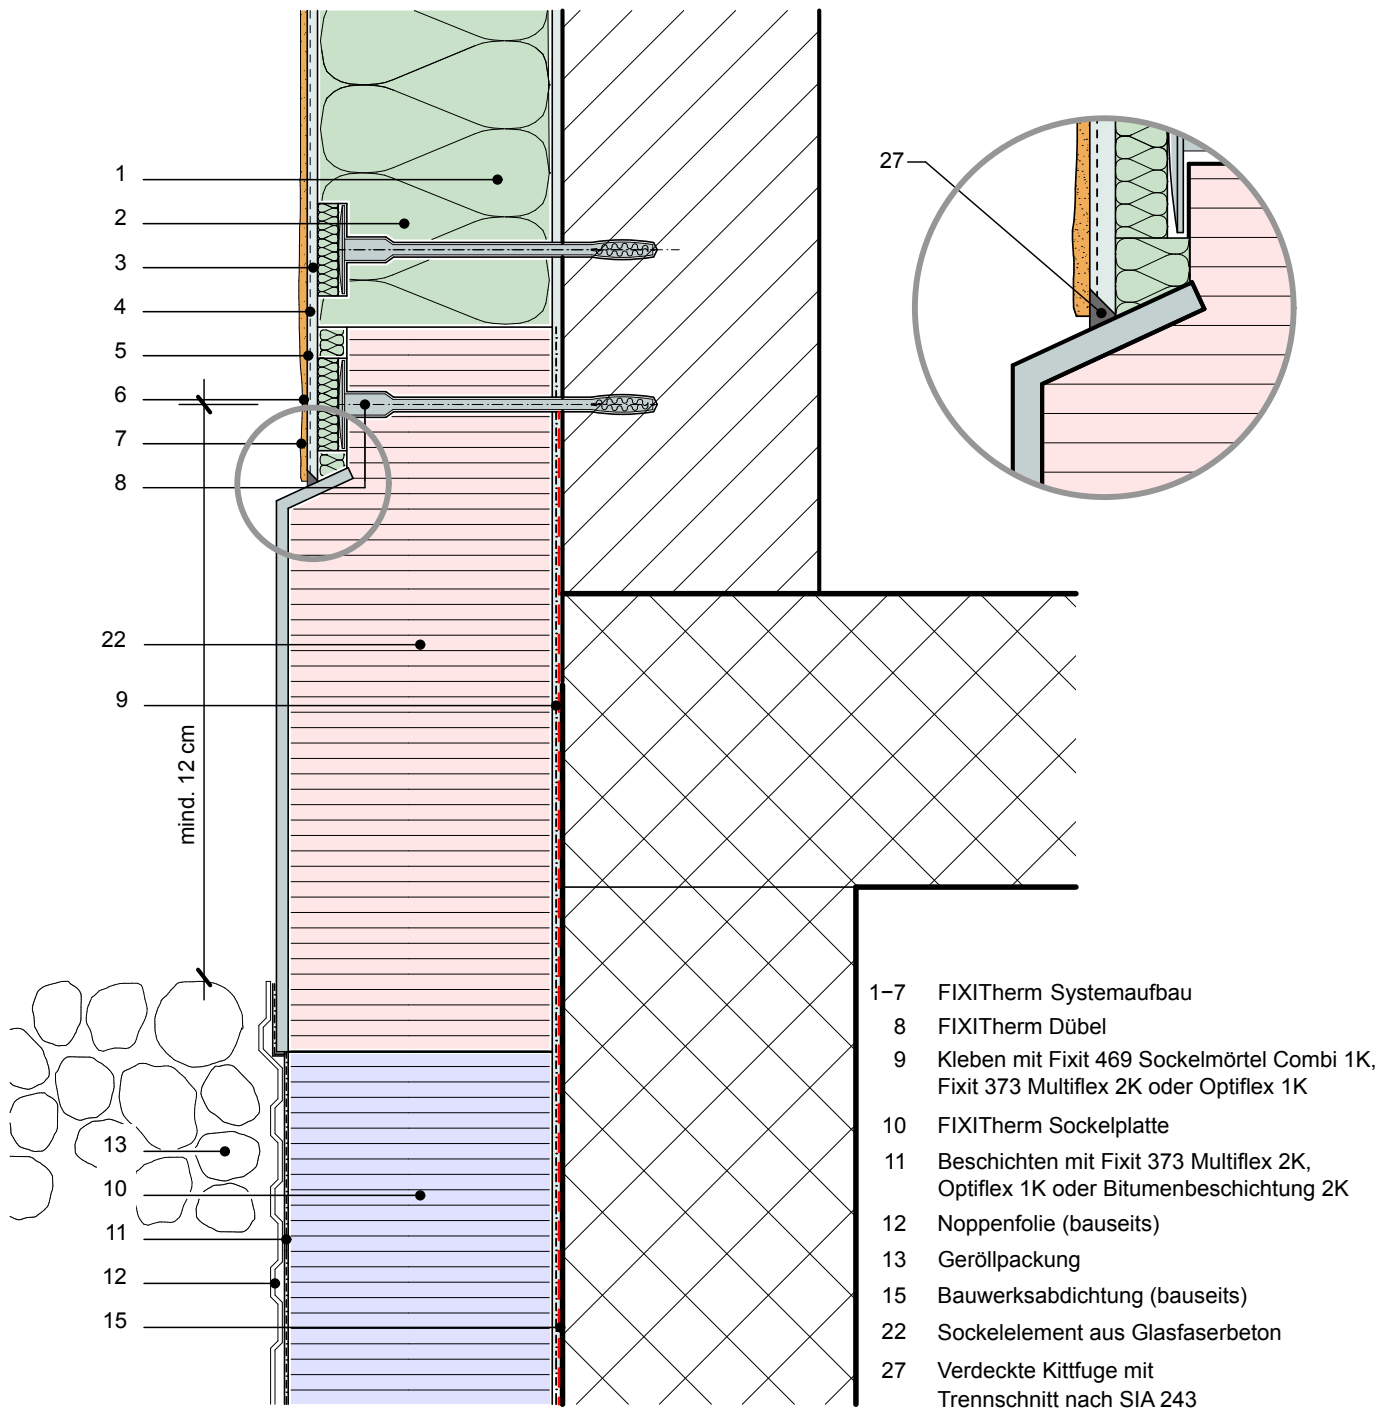 1
2
3
4
5
6
7
8
22
9
mind. 12 cm
13
10
11
12
15
27
1–7 FIXITherm Systemaufbau
8 FIXITherm Dübel
9 Kleben mit Fixit 469 Sockelmörtel Combi 1K,
Fixit 373 Multiflex 2K oder Optiflex 1K
10 FIXITherm Sockelplatte
11 Beschichten mit Fixit 373 Multiflex 2K,
Optiflex 1K oder Bitumenbeschichtung 2K
12 Noppenfolie (bauseits)
13 Geröllpackung
15 Bauwerksabdichtung (bauseits)
22 Sockelelement aus Glasfaserbeton
27 Verdeckte Kittfuge mit
Trennschnitt nach SIA 243